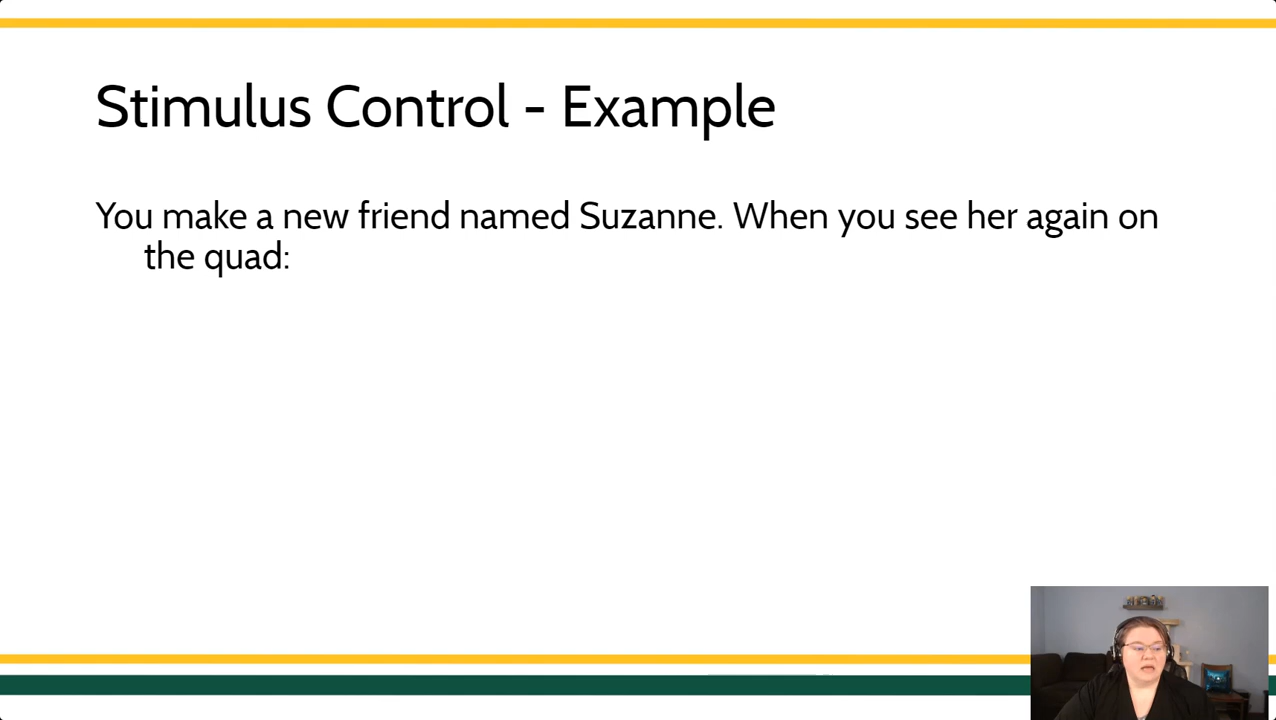 Stimulus Control - Example
You make a new friend named Suzanne. When you see her again on
the quad: